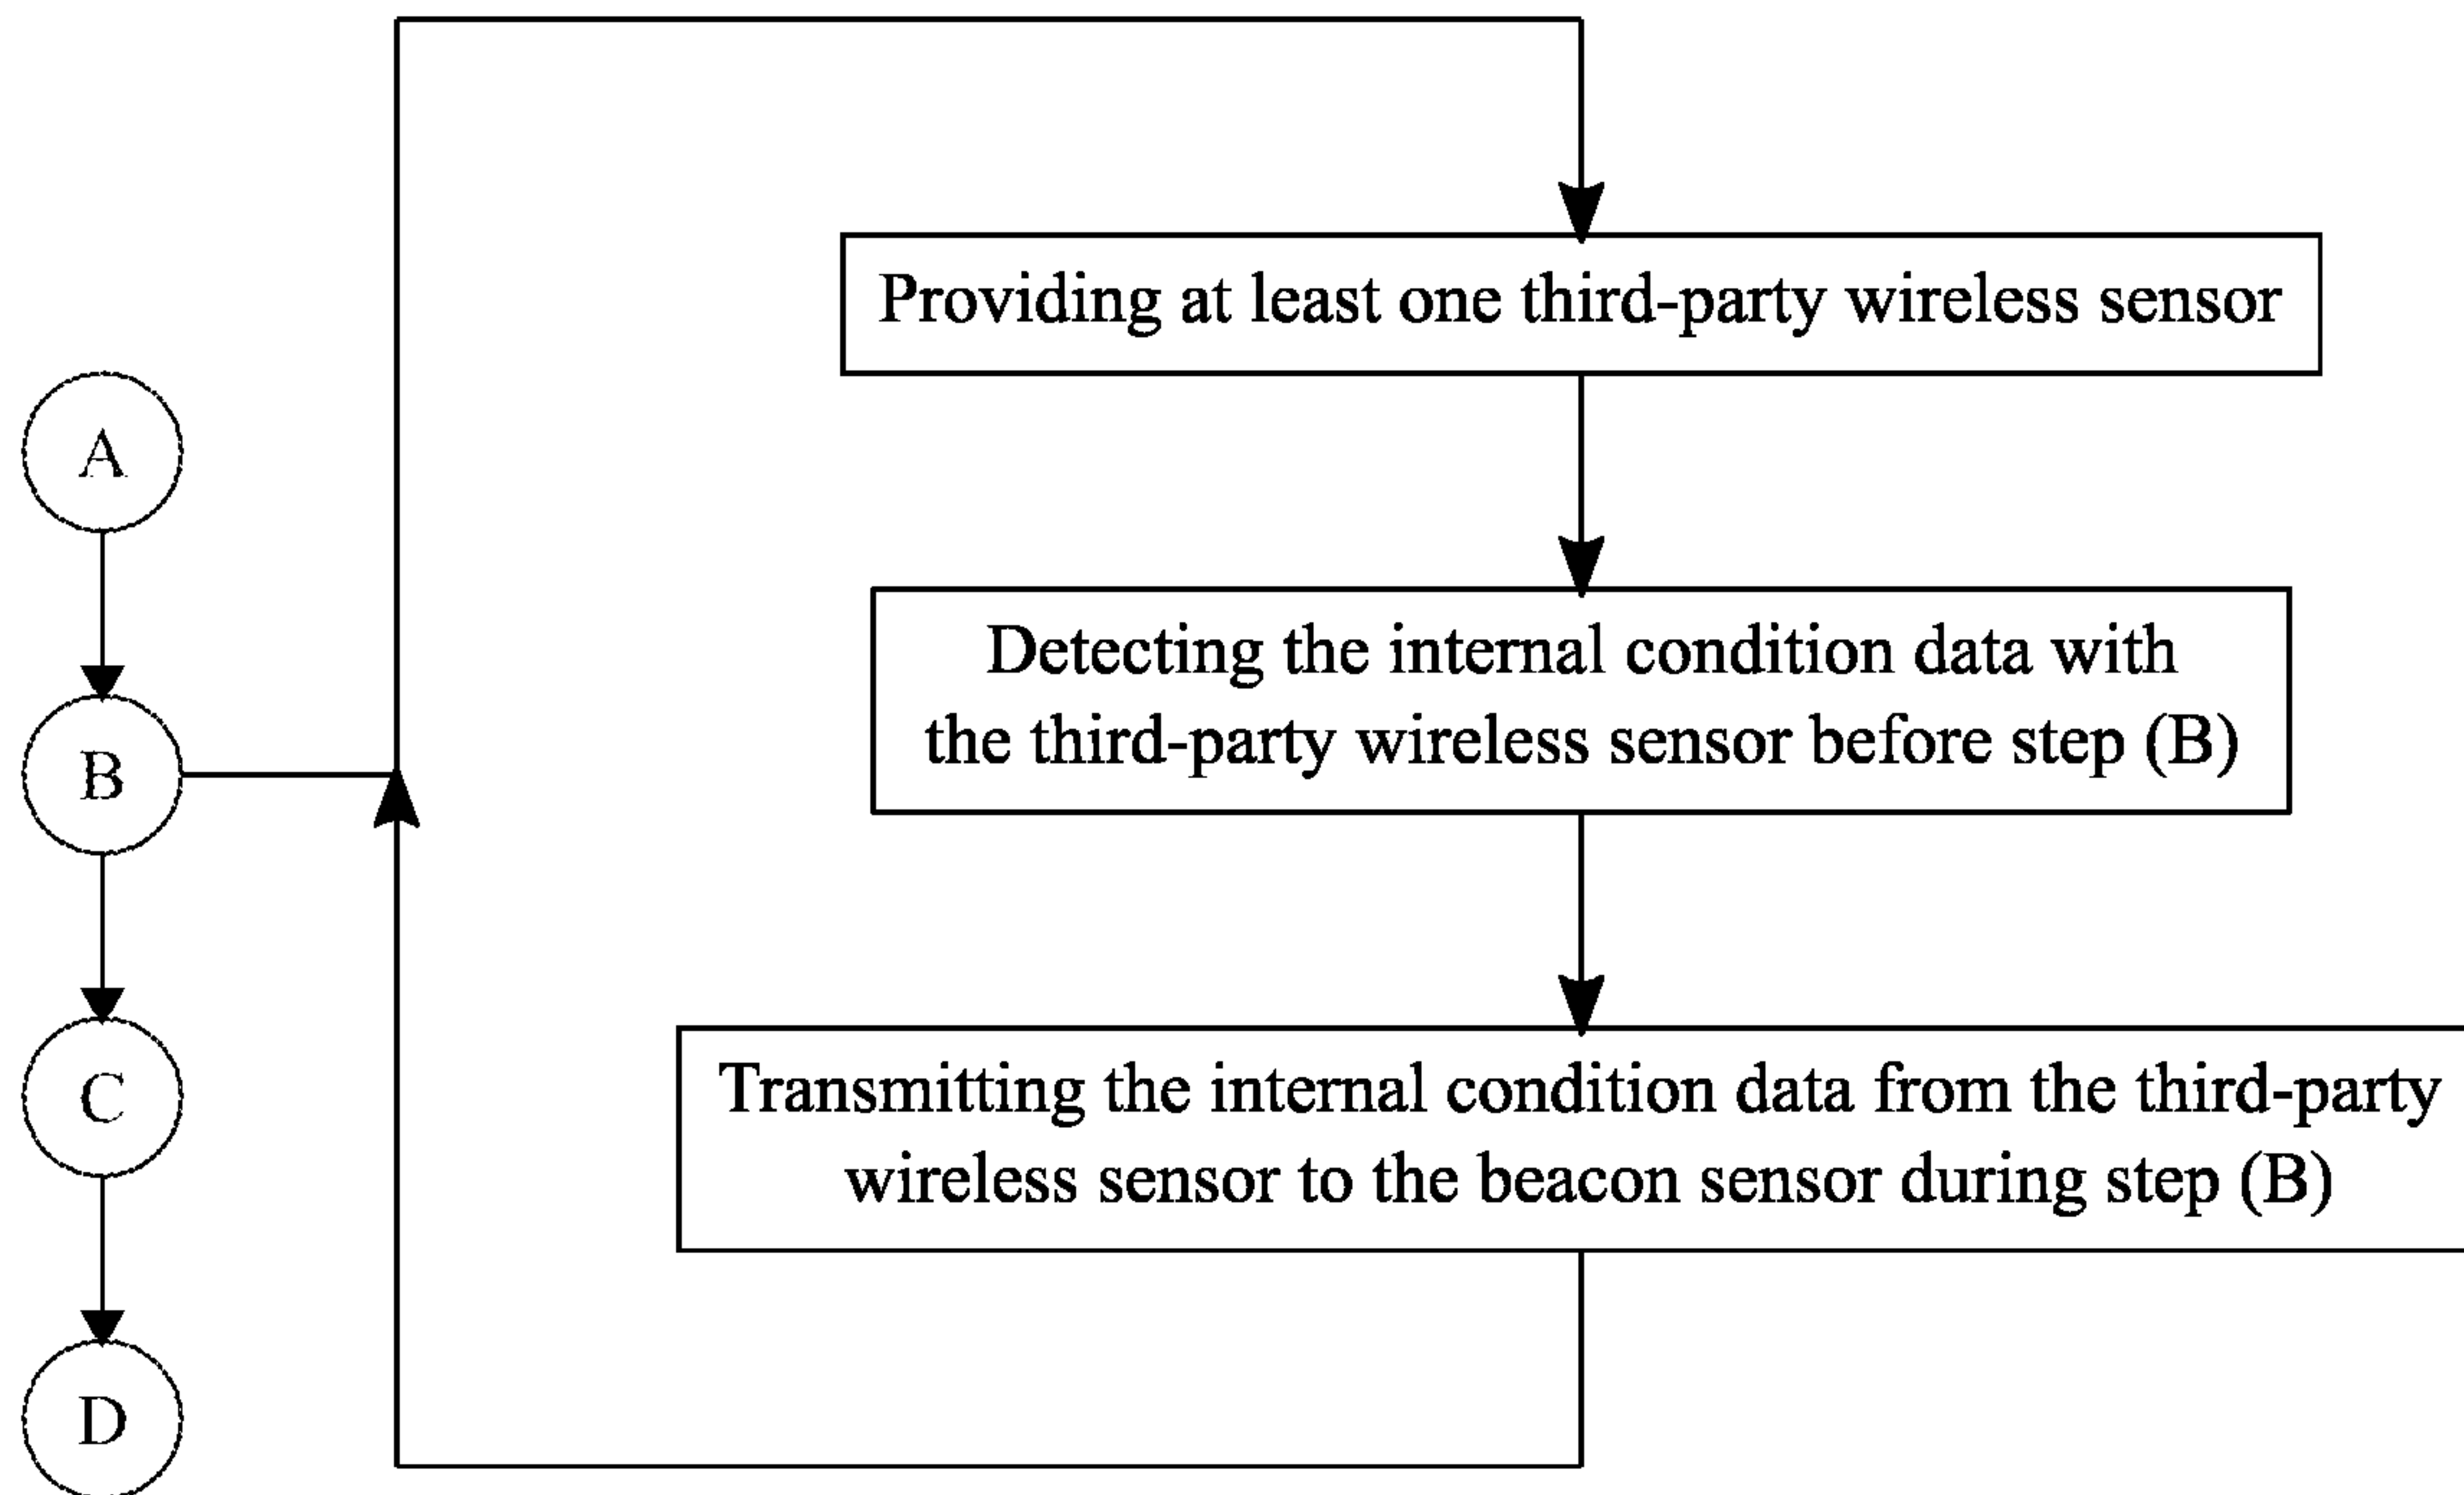 A
B
C
D
Providing at least one third-party wireless sensor
Detecting the internal condition data with
the third-party wireless sensor before step (B)
Transmitting the internal condition data from the third-party
wireless sensor to the beacon sensor during step (B)